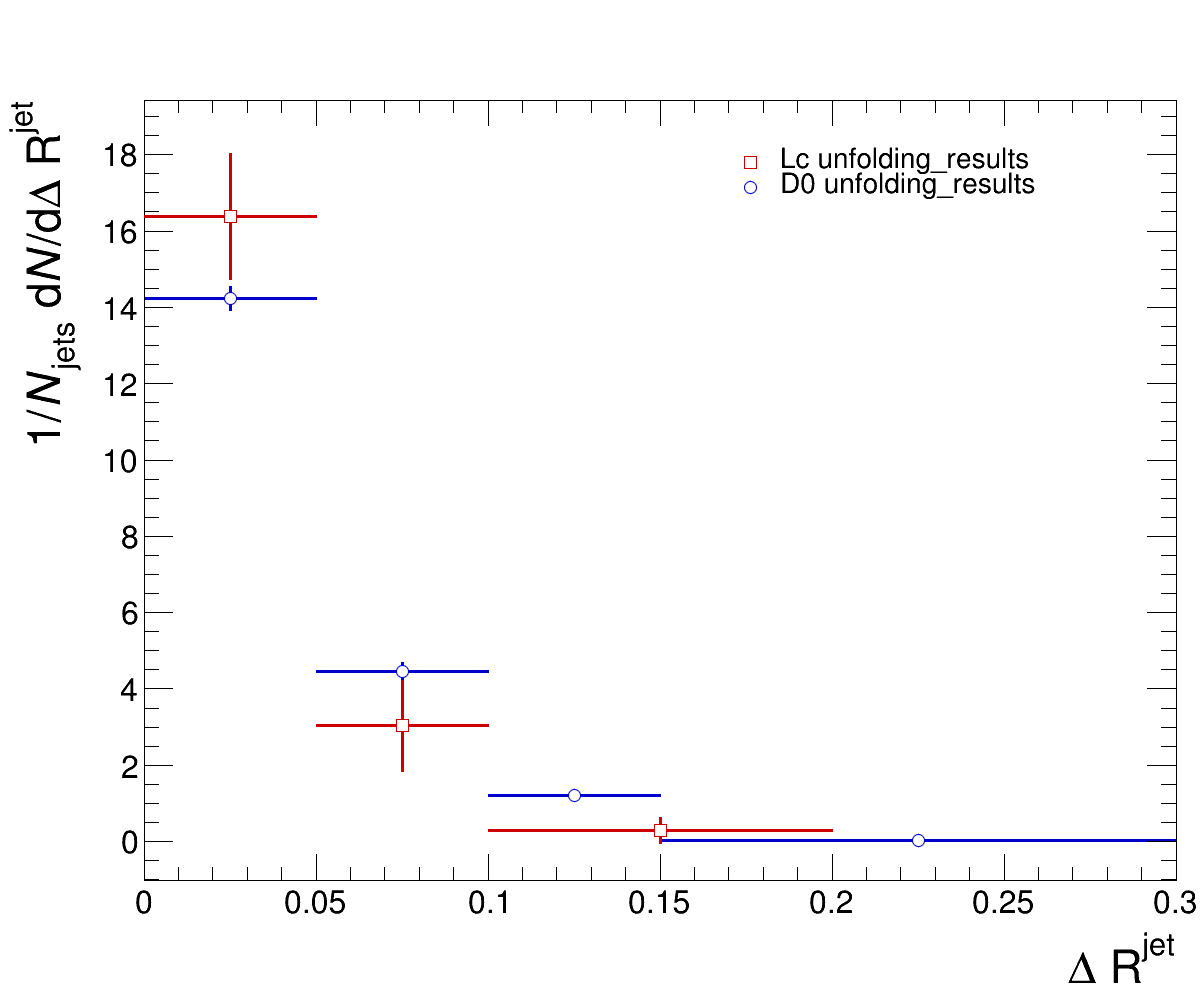 1/N_jets dN/dΔ R^jet
18
16
14
12
10
8
6
4
2
0
Lc unfolding_results
D0 unfolding_results
0 0.05 0.1 0.15 0.2 0.25 0.3
Δ R^jet